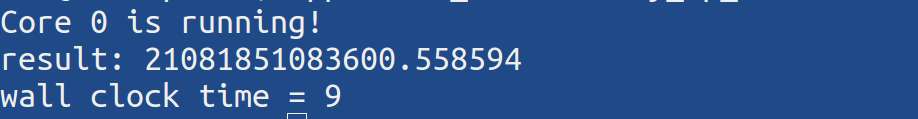 Core 0 is running!
result: 21081851083600.558594
wall clock time = 9